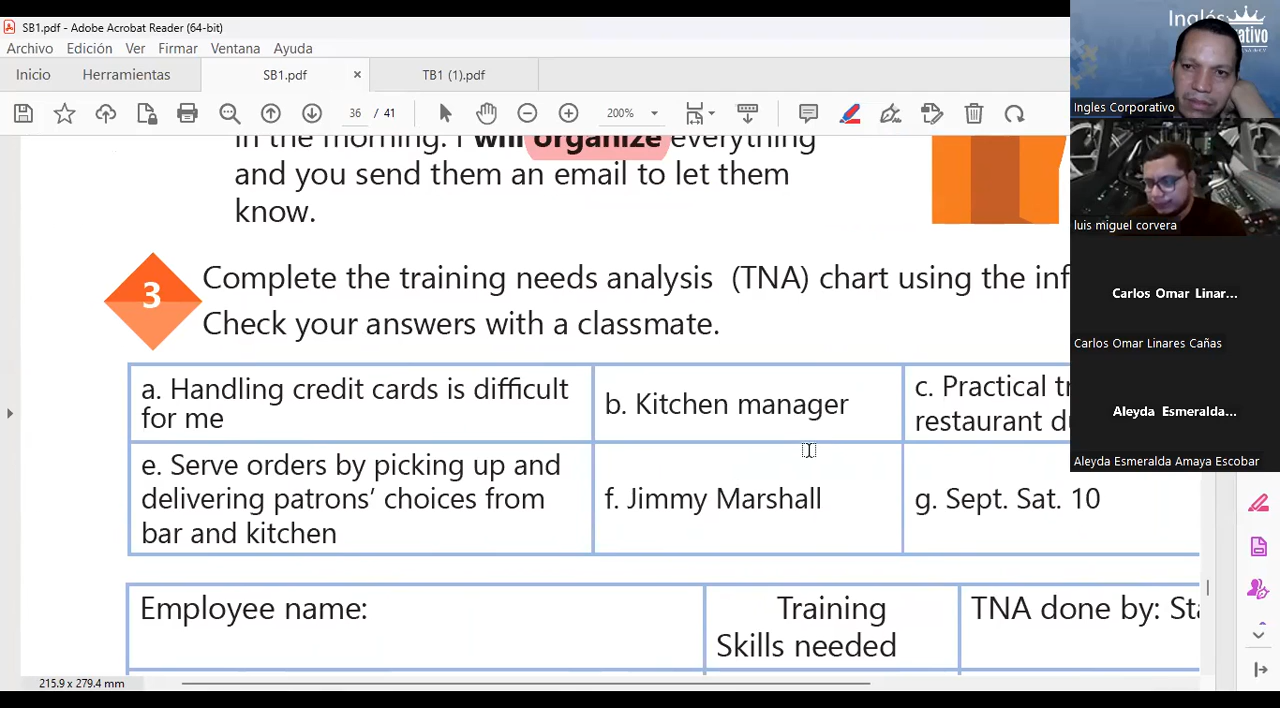 SB1.pdf - Adobe Acrobat Reader (64-bit)
Archivo Edición Ver Firmar Ventana Ayuda
Inicio Herramientas SB1.pdf × TB1 (1).pdf
36 / 41 200%
in the morning. I will organize everything
and you send them an email to let them
know.
3
Complete the training needs analysis (TNA) chart using the inf
Check your answers with a classmate.
a. Handling credit cards is difficult
for me
b. Kitchen manager
c. Practical tr
restaurant du
e. Serve orders by picking up and
delivering patrons’ choices from
bar and kitchen
f. Jimmy Marshall
g. Sept. Sat. 10
Employee name:
Training
Skills needed
TNA done by: Sta
215.9 x 279.4 mm
Inglés
Ingles Corporativo
luis miguel corvera
Carlos Omar Linar...
Carlos Omar Linares Cañas
Aleyda Esmeralda...
Aleyda Esmeralda Amaya Escobar